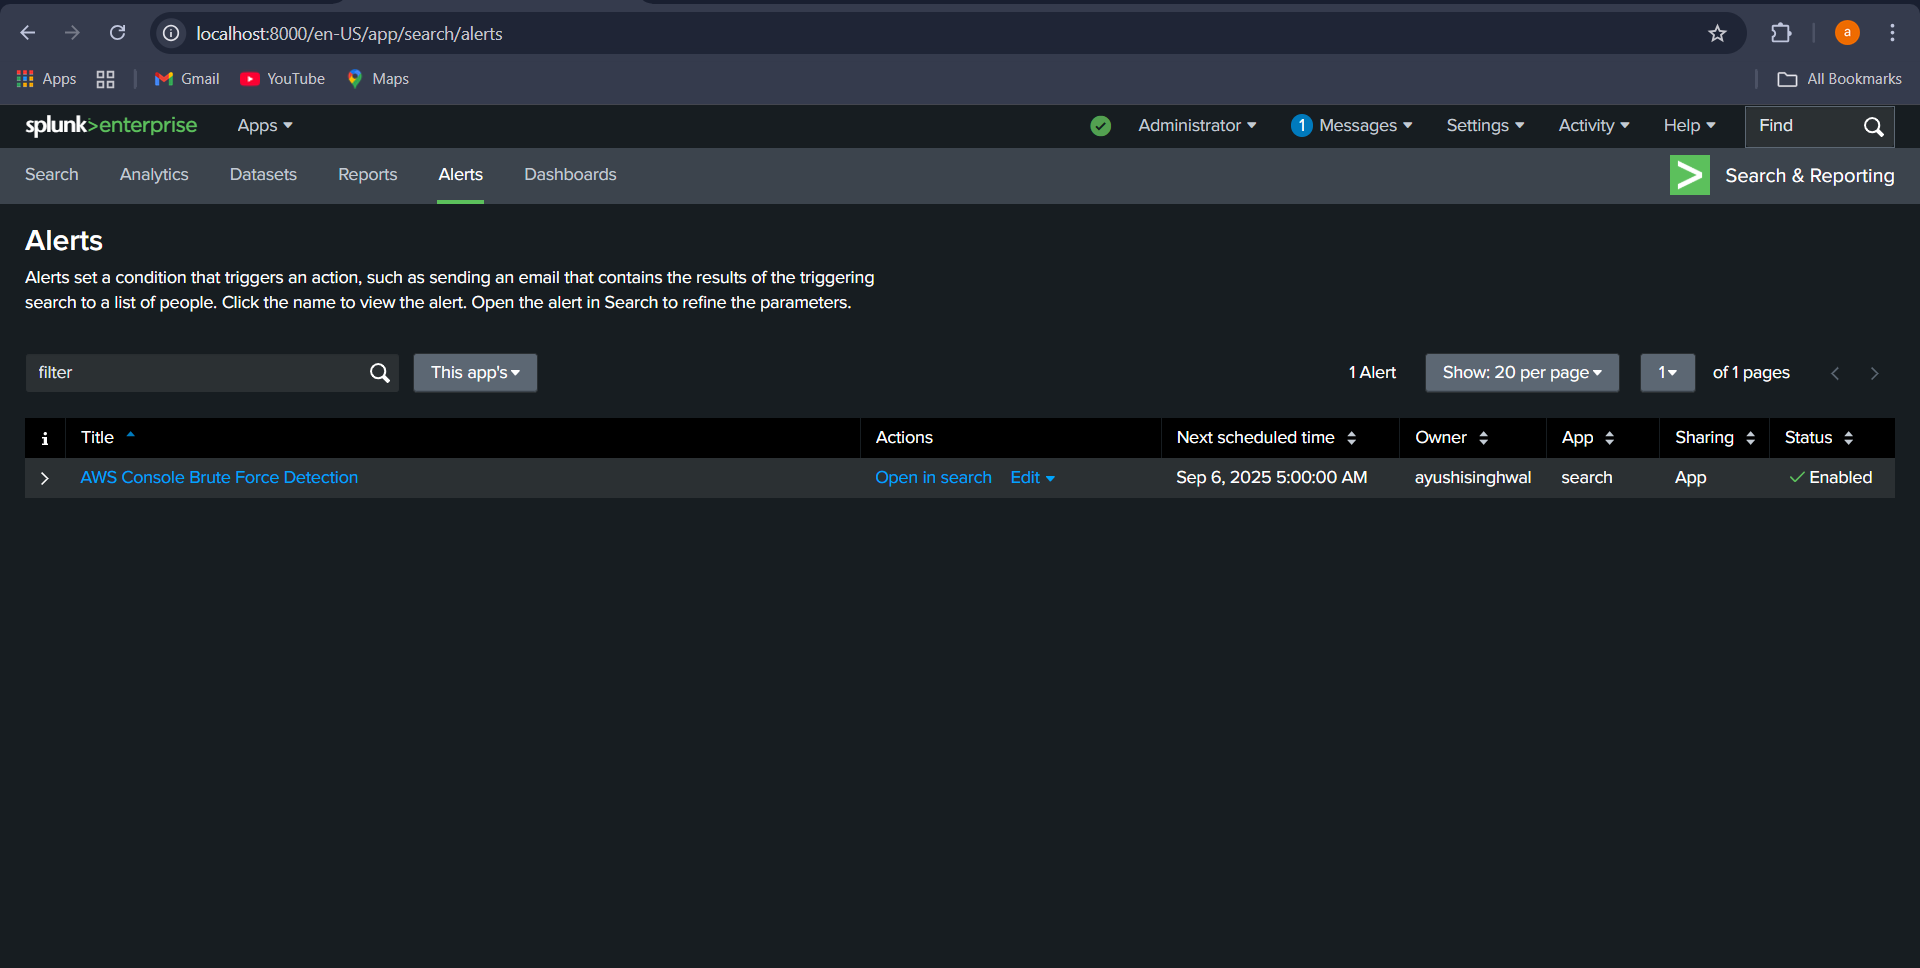 localhost:8000/en-US/app/search/alerts
a
Apps Gmail YouTube Maps All Bookmarks
splunk>enterprise Apps Administrator 1 Messages Settings Activity Help Find
Search Analytics Datasets Reports Alerts Dashboards > Search & Reporting
Alerts
Alerts set a condition that triggers an action, such as sending an email that contains the results of the triggering
search to a list of people. Click the name to view the alert. Open the alert in Search to refine the parameters.
filter This app's 1 Alert Show: 20 per page 1 of 1 pages
i Title Actions Next scheduled time Owner App Sharing Status
> AWS Console Brute Force Detection Open in search Edit Sep 6, 2025 5:00:00 AM ayushisinghwal search App Enabled